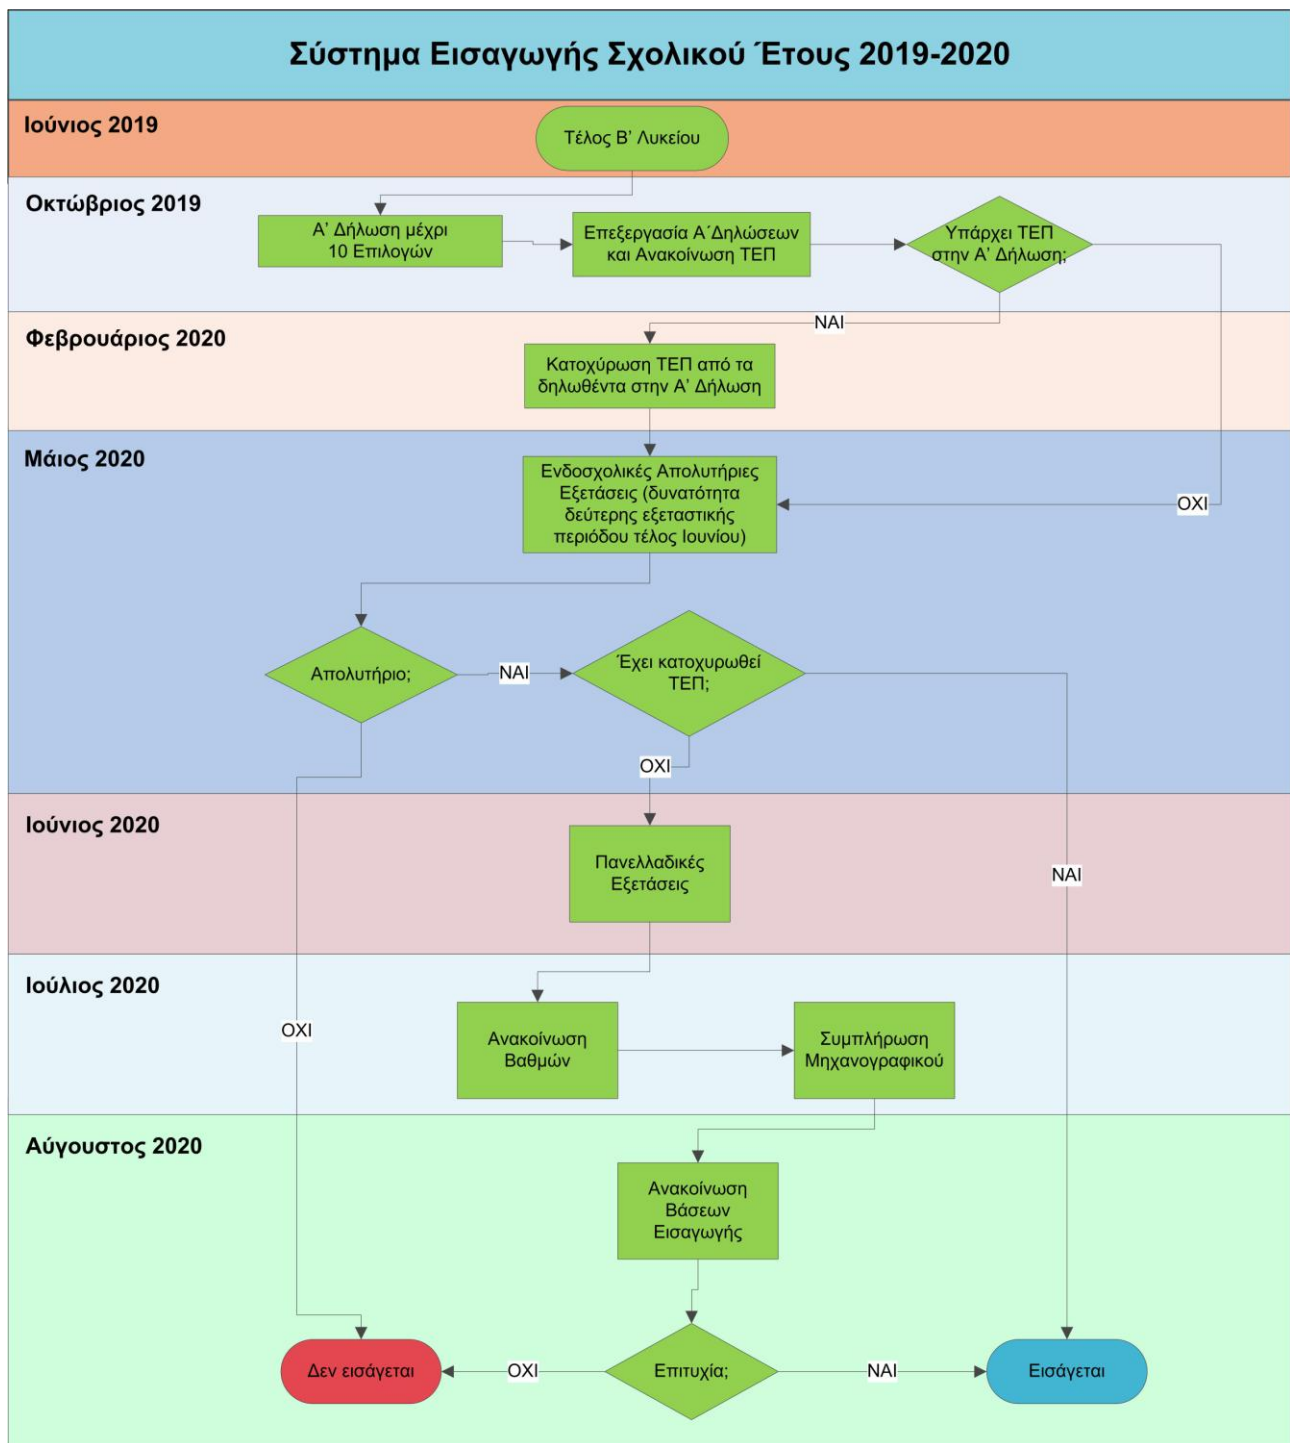 Σύστημα Εισαγωγής Σχολικού Έτους 2019-2020
Ιούνιος 2019
Τέλος Β' Λυκείου
Οκτώβριος 2019
Α' Δήλωση μέχρι
10 Επιλογών
Επεξεργασία Α΄Δηλώσεων
και Ανακοίνωση ΤΕΠ
Υπάρχει ΤΕΠ
στην Α' Δήλωση;
ΝΑΙ
Φεβρουάριος 2020
Κατοχύρωση ΤΕΠ από τα
δηλωθέντα στην Α' Δήλωση
Μάιος 2020
Ενδοσχολικές Απολυτήριες
Εξετάσεις (δυνατότητα
δεύτερης εξεταστικής
περιόδου τέλος Ιουνίου)
ΟΧΙ
Απολυτήριο;
ΝΑΙ
Έχει κατοχυρωθεί
ΤΕΠ;
ΟΧΙ
Ιούνιος 2020
Πανελλαδικές
Εξετάσεις
ΝΑΙ
Ιούλιος 2020
ΟΧΙ
Ανακοίνωση
Βαθμών
Συμπλήρωση
Μηχανογραφικού
Αύγουστος 2020
Ανακοίνωση
Βάσεων
Εισαγωγής
Δεν εισάγεται
ΟΧΙ
Επιτυχία;
ΝΑΙ
Εισάγεται